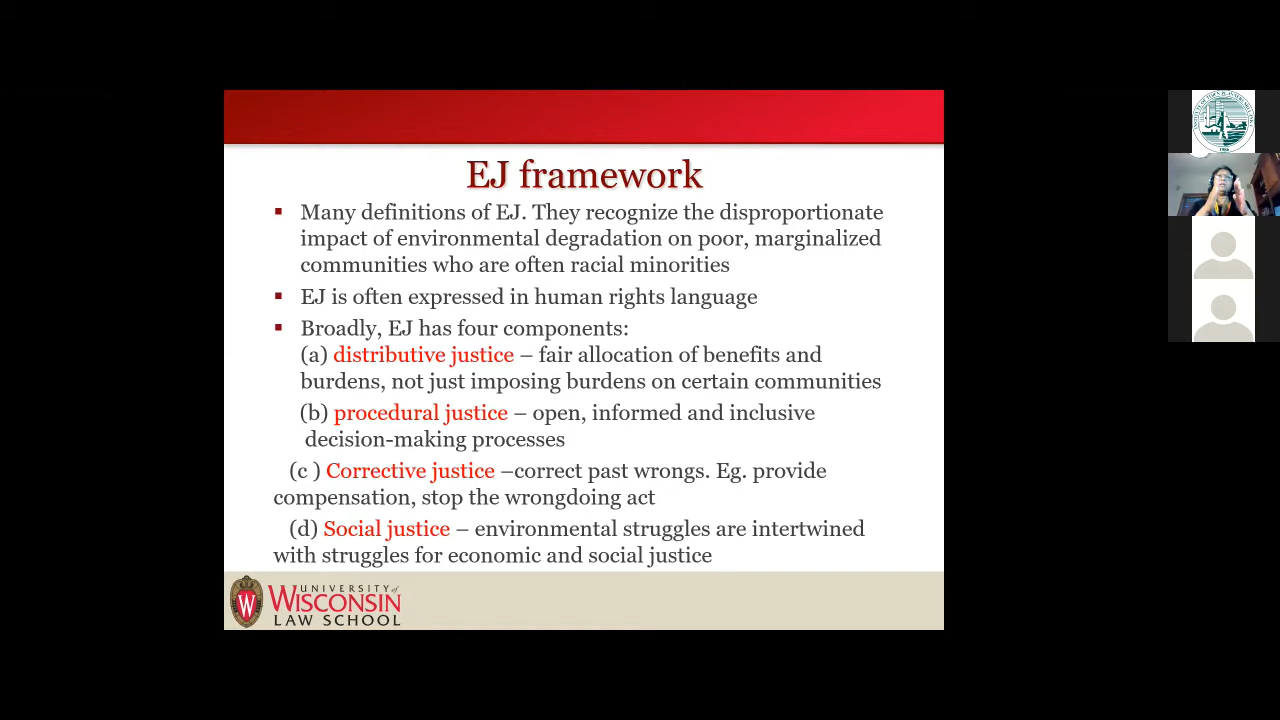 EJ framework
▪ Many definitions of EJ. They recognize the disproportionate
impact of environmental degradation on poor, marginalized
communities who are often racial minorities
▪ EJ is often expressed in human rights language
▪ Broadly, EJ has four components:
(a) distributive justice – fair allocation of benefits and
burdens, not just imposing burdens on certain communities
(b) procedural justice – open, informed and inclusive
decision-making processes
(c ) Corrective justice –correct past wrongs. Eg. provide
compensation, stop the wrongdoing act
(d) Social justice – environmental struggles are intertwined
with struggles for economic and social justice
W
UNIVERSITY of
WISCONSIN
LAW SCHOOL